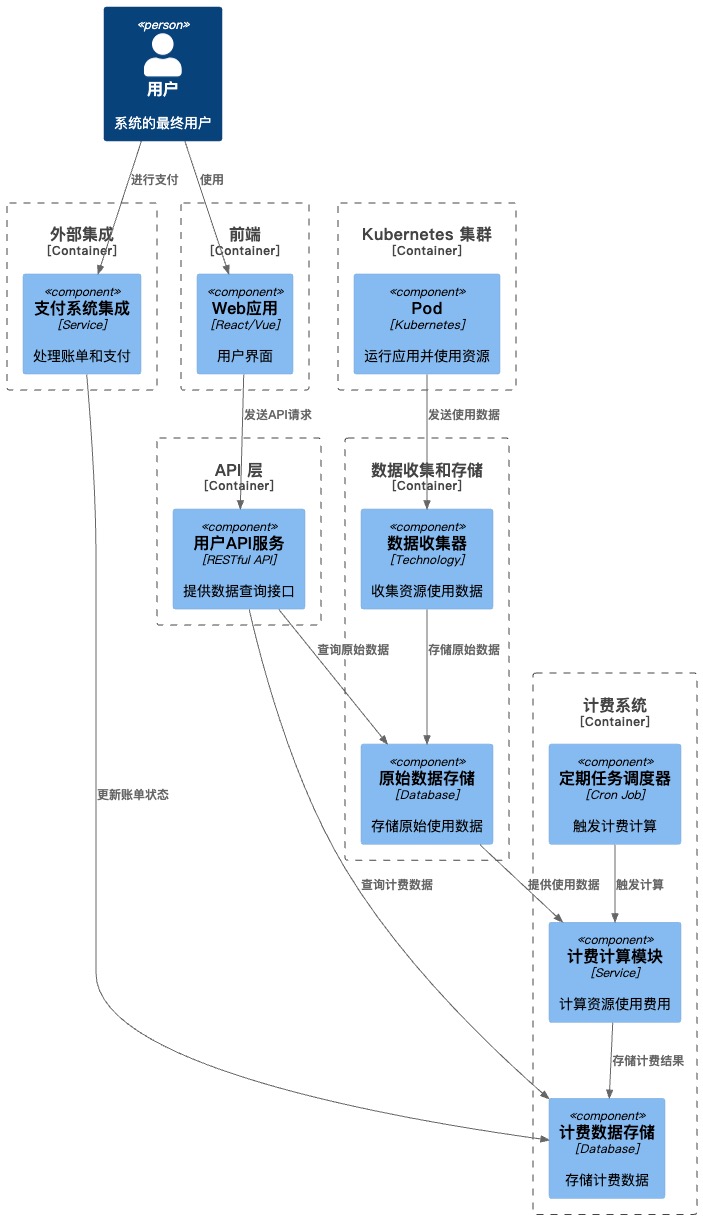 «person»
用户
系统的最终用户
进行支付
使用
外部集成
[Container]
前端
[Container]
Kubernetes 集群
[Container]
«component»
支付系统集成
[Service]
处理账单和支付
«component»
Web应用
[React/Vue]
用户界面
«component»
Pod
[Kubernetes]
运行应用并使用资源
发送API请求
发送使用数据
API 层
[Container]
数据收集和存储
[Container]
«component»
用户API服务
[RESTful API]
提供数据查询接口
«component»
数据收集器
[Technology]
收集资源使用数据
查询原始数据
存储原始数据
计费系统
[Container]
«component»
原始数据存储
[Database]
存储原始使用数据
«component»
定期任务调度器
[Cron Job]
触发计费计算
更新账单状态
查询计费数据
提供使用数据
触发计算
«component»
计费计算模块
[Service]
计算资源使用费用
存储计费结果
«component»
计费数据存储
[Database]
存储计费数据